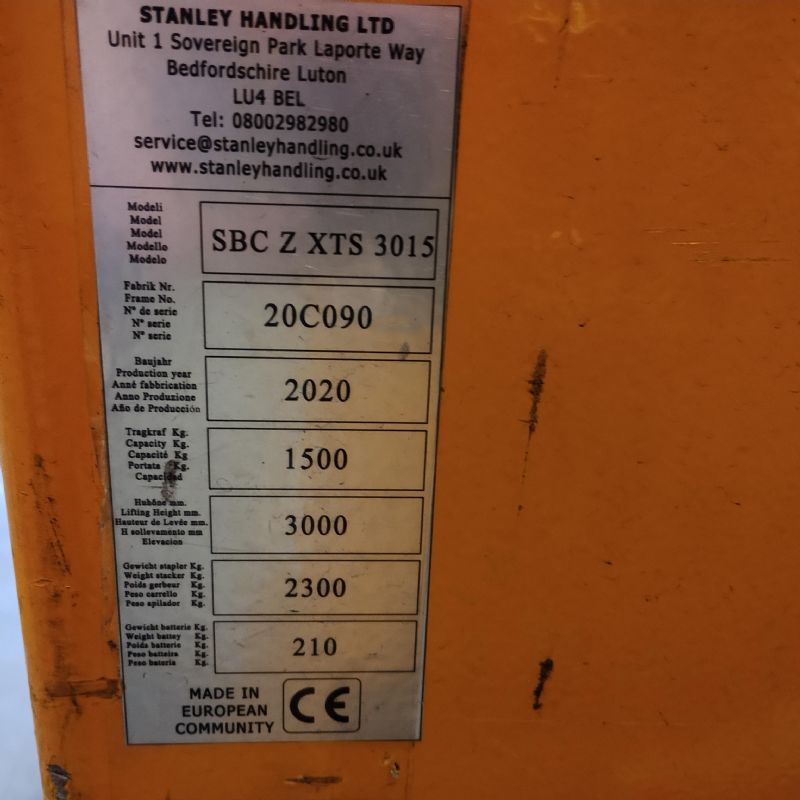 STANLEY HANDLING LTD
Unit 1 Sovereign Park Laporte Way
Bedfordschire Luton
LU4 BEL
Tel: 08002982980
service@stanleyhandling.co.uk
www.stanleyhandling.co.uk
Modeli
Model
Model
Modello
Modelo
SBC Z XTS 3015
Fabrik Nr.
Frame No.
N° de serie
N° serie
N° serie
20C090
Baujahr
Production year
Anné fabbrication
Anno Produzione
Año de Producción
2020
Tragkraf Kg.
Capacity Kg.
Capacité Kg
Portata Kg.
Capacidad
1500
Huhöne mm.
Lifting Height mm.
Hauteur de Levée mm.
H sollevamento mm
Elevacion
3000
Gewicht stapler Kg.
Weight stacker Kg.
Poids gerbeur Kg.
Peso carrello Kg.
Peso apilador Kg.
2300
Gewicht batterie Kg.
Weight battey Kg.
Poids batterie Kg.
Peso batteira Kg.
Peso bateria Kg.
210
MADE IN
EUROPEAN
COMMUNITY
CE